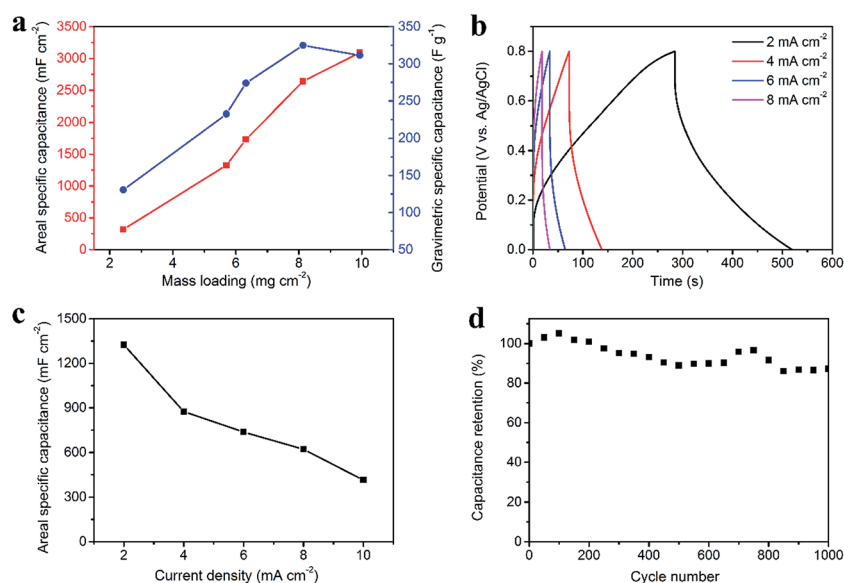 a
Areal specific capacitance (mF cm-2)
3500
3000
2500
2000
1500
1000
500
0
2 4 6 8 10
Mass loading (mg cm-2)
350
300
250
200
150
100
50
Gravimetric specific capacitance (F g-1)
b
Potential (V vs. Ag/AgCl)
0.8
0.6
0.4
0.2
0.0
0 100 200 300 400 500 600
Time (s)
2 mA cm-2
4 mA cm-2
6 mA cm-2
8 mA cm-2
c
Areal specific capacitance (mF cm-2)
1500
1200
900
600
300
0
2 4 6 8 10
Current density (mA cm-2)
d
Capacitance retention (%)
100
80
60
40
20
0
0 200 400 600 800 1000
Cycle number